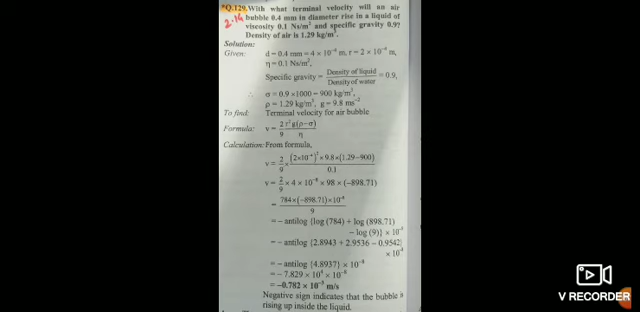 *Q.129. With what terminal velocity will an air
2.14 bubble 0.4 mm in diameter rise in a liquid of
viscosity 0.1 Ns/m² and specific gravity 0.9?
Density of air is 1.29 kg/m³.
Solution:
Given: d = 0.4 mm = 4 × 10⁻⁴ m, r = 2 × 10⁻⁴ m,
η = 0.1 Ns/m²,
Specific gravity = Density of liquid / Density of water = 0.9,
∴ σ = 0.9 × 1000 = 900 kg/m³,
ρ = 1.29 kg/m³, g = 9.8 ms⁻²
To find: Terminal velocity for air bubble
Formula: v = 2/9 r²g(ρ−σ)/η
Calculation: From formula,
v = 2/9 × (2×10⁻⁴)² × 9.8 × (1.29−900) / 0.1
v = 2/9 × 4 × 10⁻⁸ × 98 × (−898.71)
= 784 × (−898.71) × 10⁻⁸ / 9
= − antilog {log (784) + log (898.71)
− log (9)} × 10⁻⁸
= − antilog {2.8943 + 2.9536 − 0.9542}
× 10⁻⁸
= − antilog {4.8937} × 10⁻⁸
= − 7.829 × 10⁴ × 10⁻⁸
= −0.782 × 10⁻³ m/s
Negative sign indicates that the bubble is
rising up inside the liquid.
V RECORDER